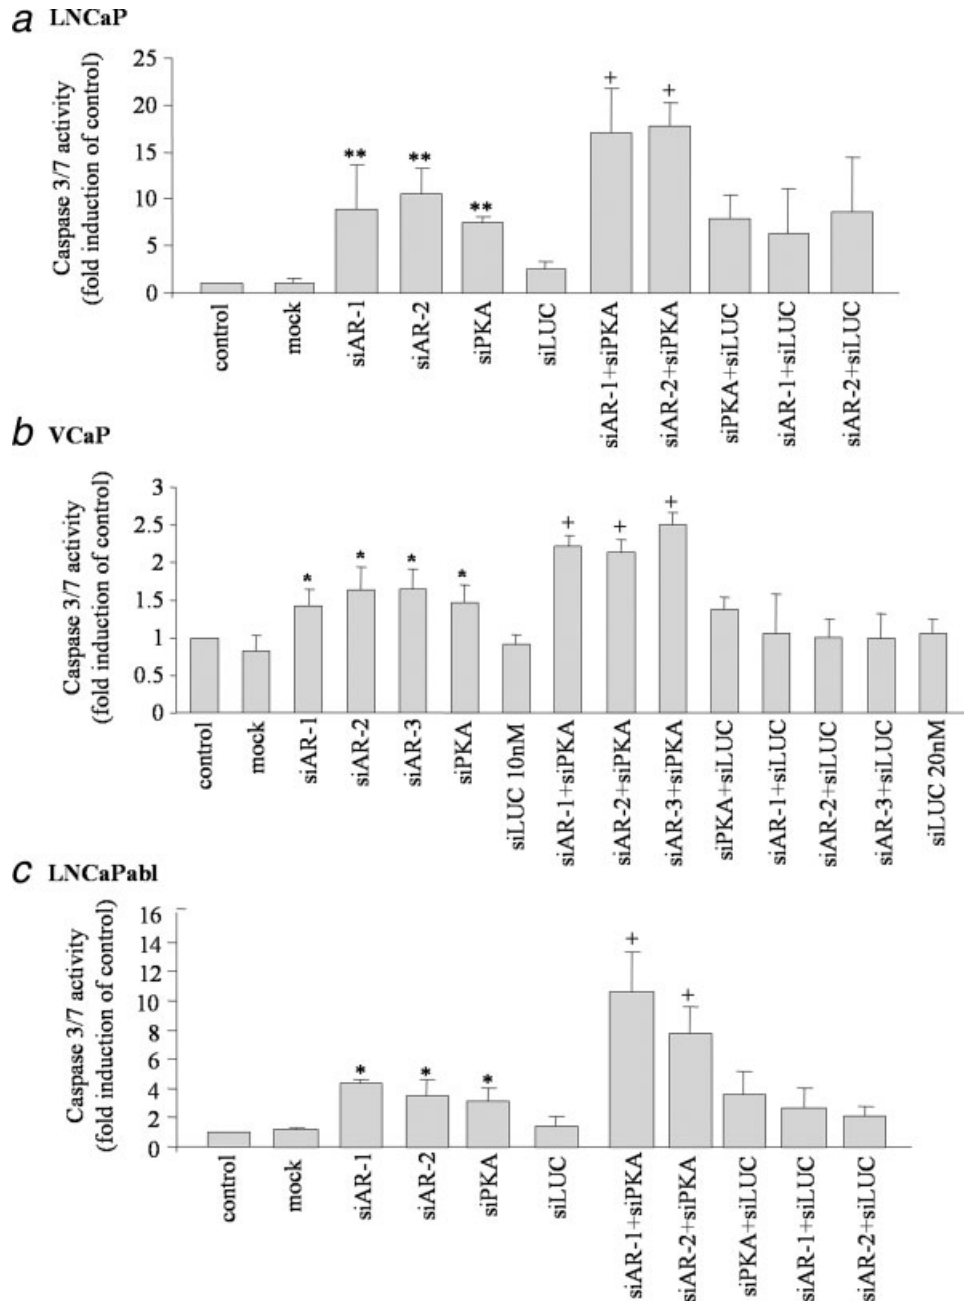 a LNCaP
Caspase 3/7 activity
(fold induction of control)
25
20
15
10
5
0
** ** ** + +
control
mock
siAR-1
siAR-2
siPKA
siLUC
siAR-1+siPKA
siAR-2+siPKA
siPKA+siLUC
siAR-1+siLUC
siAR-2+siLUC
b VCaP
Caspase 3/7 activity
(fold induction of control)
3
2.5
2
1.5
1
0.5
0
* * * * + + +
control
mock
siAR-1
siAR-2
siAR-3
siPKA
siLUC 10nM
siAR-1+siPKA
siAR-2+siPKA
siAR-3+siPKA
siPKA+siLUC
siAR-1+siLUC
siAR-2+siLUC
siAR-3+siLUC
siLUC 20nM
c LNCaPabl
Caspase 3/7 activity
(fold induction of control)
16
14
12
10
8
6
4
2
0
* * * + +
control
mock
siAR-1
siAR-2
siPKA
siLUC
siAR-1+siPKA
siAR-2+siPKA
siPKA+siLUC
siAR-1+siLUC
siAR-2+siLUC